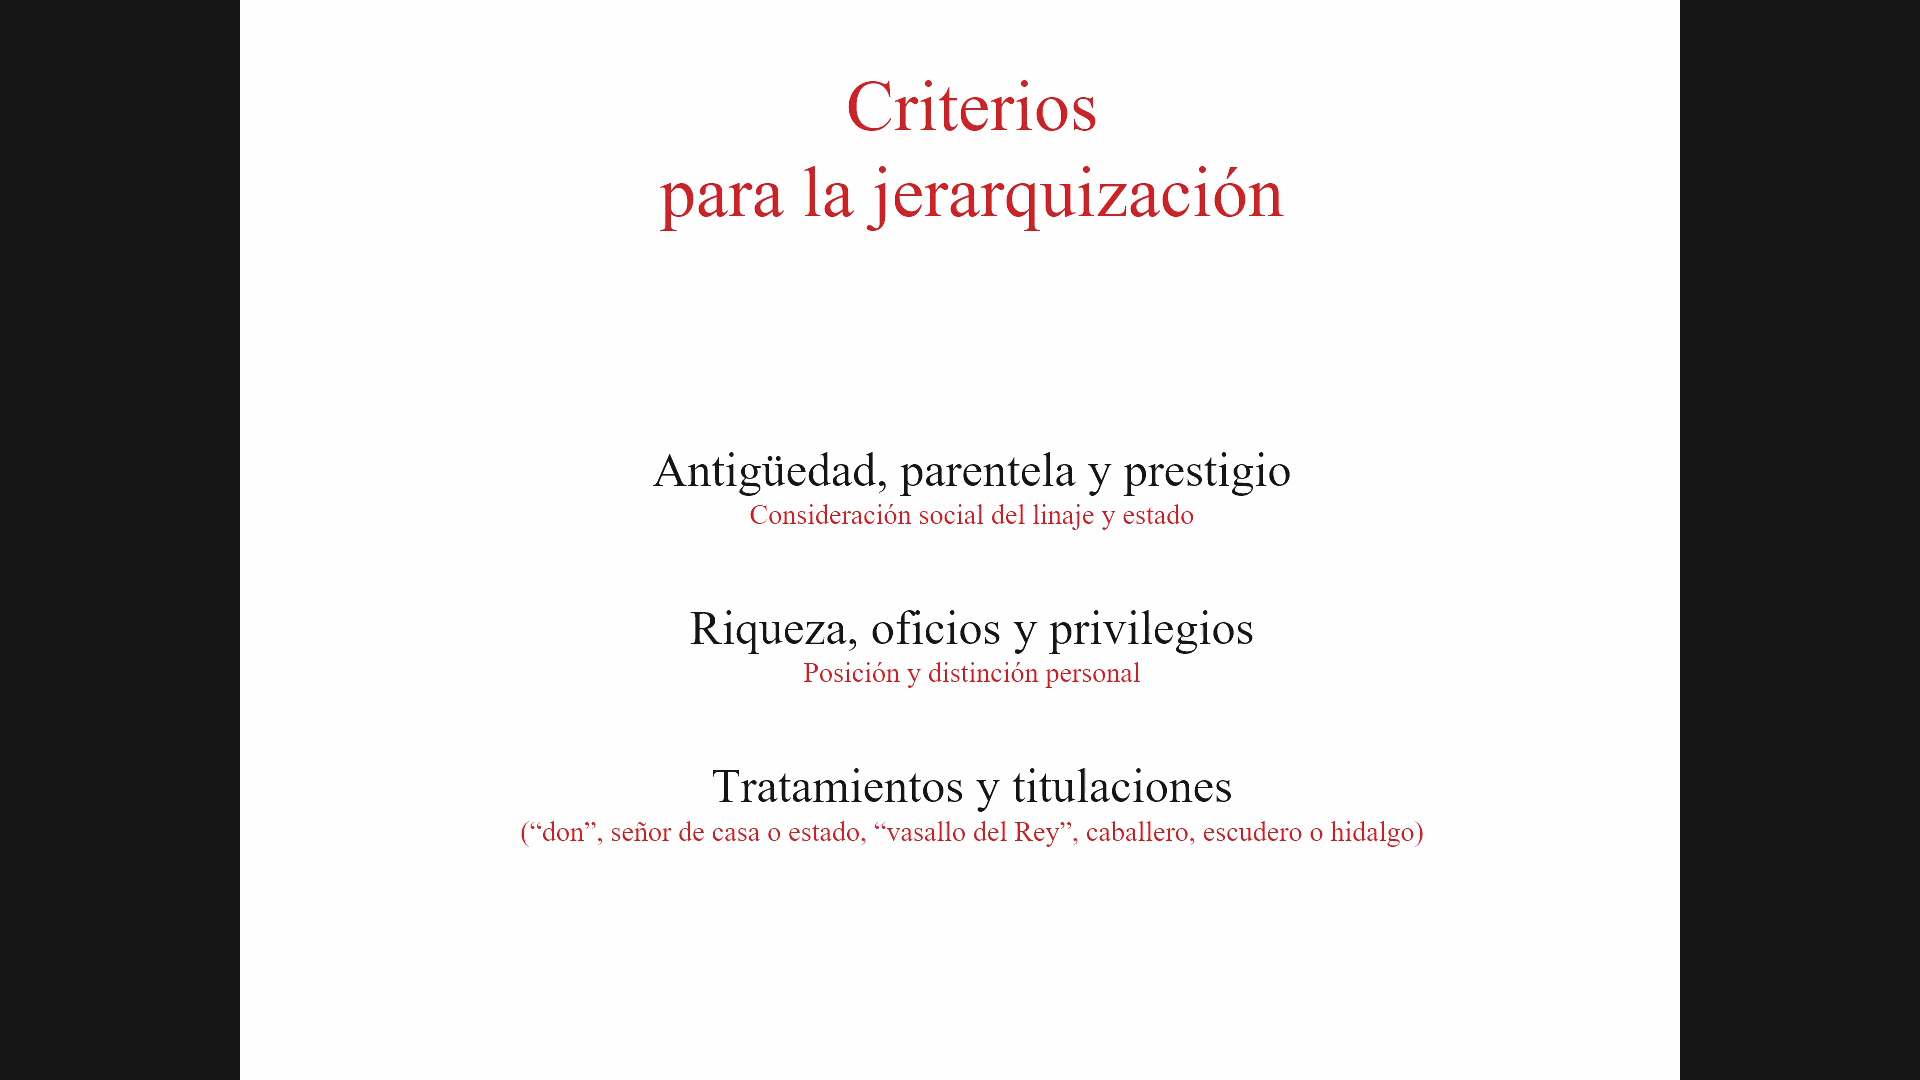 Criterios
para la jerarquización
Antigüedad, parentela y prestigio
Consideración social del linaje y estado
Riqueza, oficios y privilegios
Posición y distinción personal
Tratamientos y titulaciones
(“don”, señor de casa o estado, “vasallo del Rey”, caballero, escudero o hidalgo)